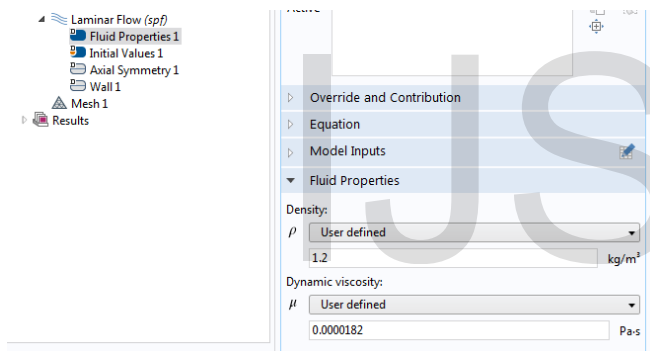 Laminar Flow (spf)
Fluid Properties 1
Initial Values 1
Axial Symmetry 1
Wall 1
Mesh 1
Results
Active
Override and Contribution
Equation
Model Inputs
Fluid Properties
Density:
ρ User defined
1.2 kg/m³
Dynamic viscosity:
μ User defined
0.0000182 Pa·s
IJS